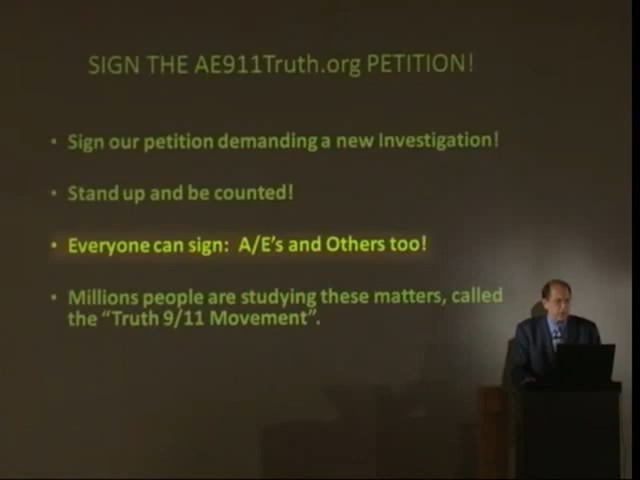 SIGN THE AE911Truth.org PETITION!
• Sign our petition demanding a new Investigation!
• Stand up and be counted!
• Everyone can sign: A/E's and Others too!
• Millions people are studying these matters, called
the “Truth 9/11 Movement”.